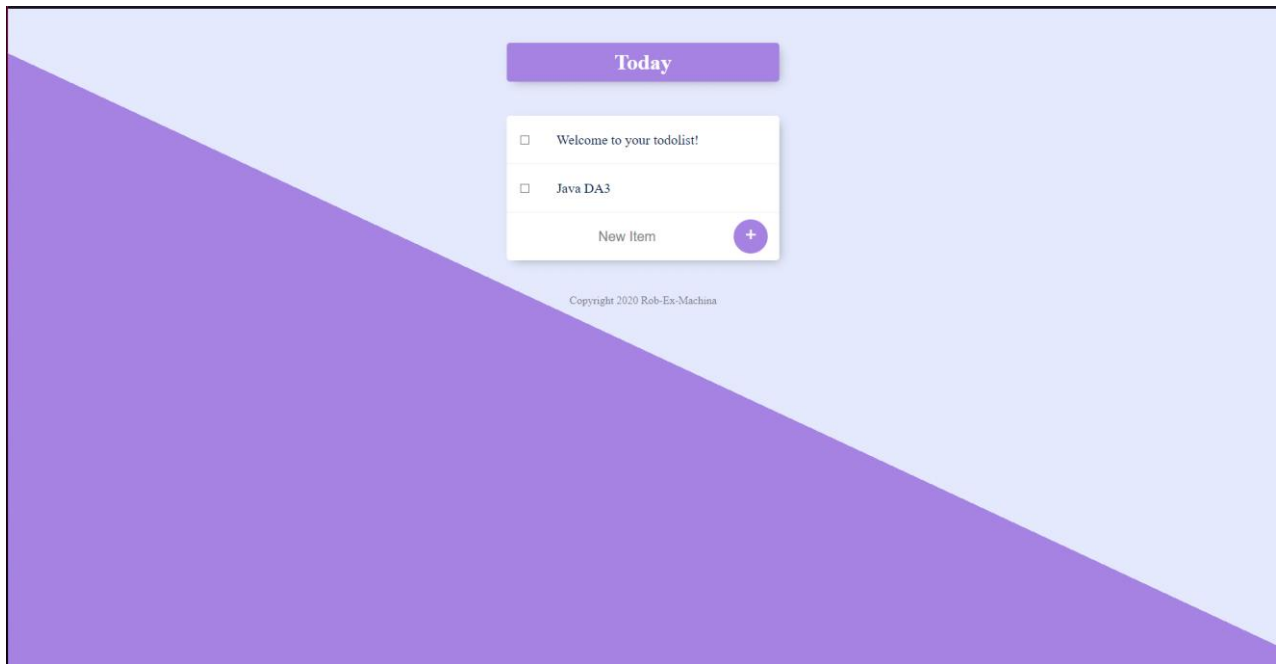 Today
Welcome to your todolist!
Java DA3
New Item +
Copyright 2020 Rob-Ex-Machina